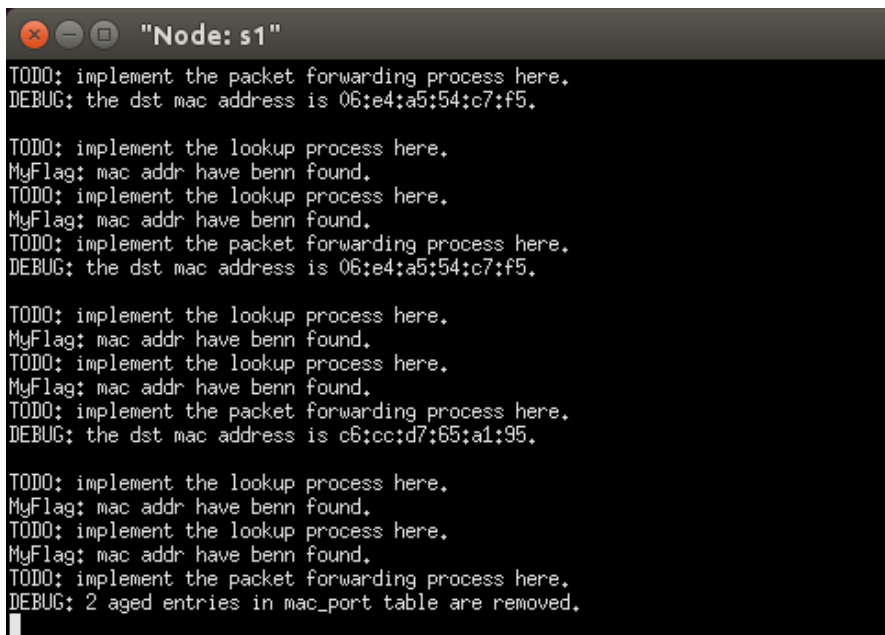 "Node: s1"
TODO: implement the packet forwarding process here.
DEBUG: the dst mac address is 06:e4:a5:54:c7:f5.
TODO: implement the lookup process here.
MyFlag: mac addr have benn found.
TODO: implement the lookup process here.
MyFlag: mac addr have benn found.
TODO: implement the packet forwarding process here.
DEBUG: the dst mac address is 06:e4:a5:54:c7:f5.
TODO: implement the lookup process here.
MyFlag: mac addr have benn found.
TODO: implement the lookup process here.
MyFlag: mac addr have benn found.
TODO: implement the packet forwarding process here.
DEBUG: the dst mac address is c6:cc:d7:65:a1:95.
TODO: implement the lookup process here.
MyFlag: mac addr have benn found.
TODO: implement the lookup process here.
MyFlag: mac addr have benn found.
TODO: implement the packet forwarding process here.
DEBUG: 2 aged entries in mac_port table are removed.